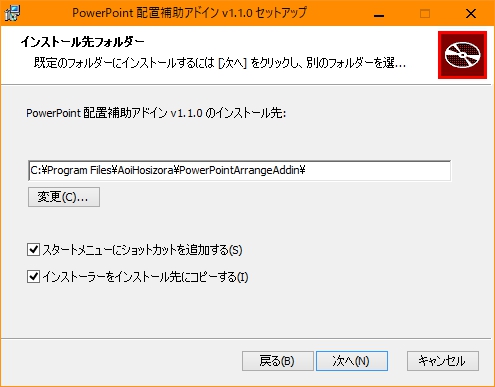 PowerPoint 配置補助アドイン v1.1.0 セットアップ
インストール先フォルダー
既定のフォルダーにインストールするには [次へ] をクリックし、別のフォルダーを選...
PowerPoint 配置補助アドイン v1.1.0 のインストール先:
C:¥Program Files¥AoiHosizora¥PowerPointArrangeAddin¥
変更(C)...
スタートメニューにショットカットを追加する(S)
インストーラーをインストール先にコピーする(I)
戻る(B) 次へ(N) キャンセル